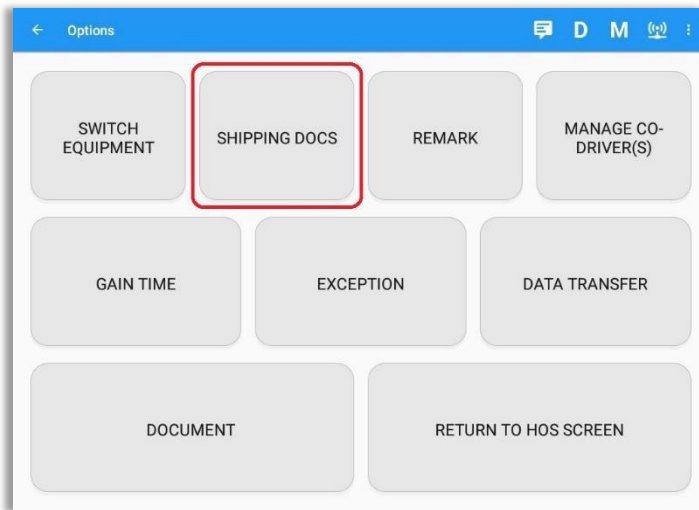 Options D M
SWITCH
EQUIPMENT
SHIPPING DOCS
REMARK
MANAGE CO-
DRIVER(S)
GAIN TIME
EXCEPTION
DATA TRANSFER
DOCUMENT
RETURN TO HOS SCREEN